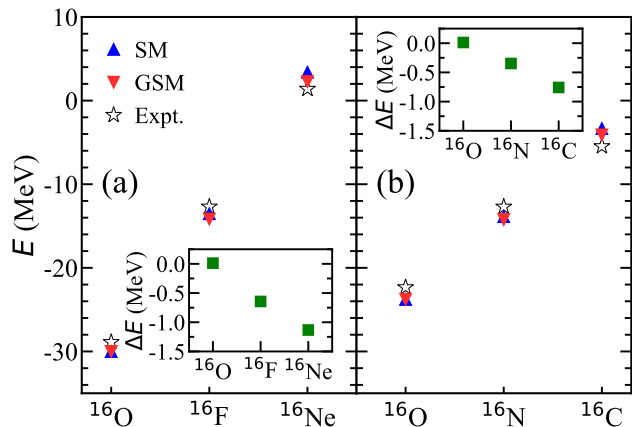 10
0
-10
-20
-30
E (MeV)
SM
GSM
Expt.
(a)
0.0
-0.5
-1.0
-1.5
ΔE (MeV)
¹⁶O ¹⁶F ¹⁶Ne
¹⁶O ¹⁶F ¹⁶Ne
0.0
-0.5
-1.0
-1.5
ΔE (MeV)
¹⁶O ¹⁶N ¹⁶C
(b)
¹⁶O ¹⁶N ¹⁶C